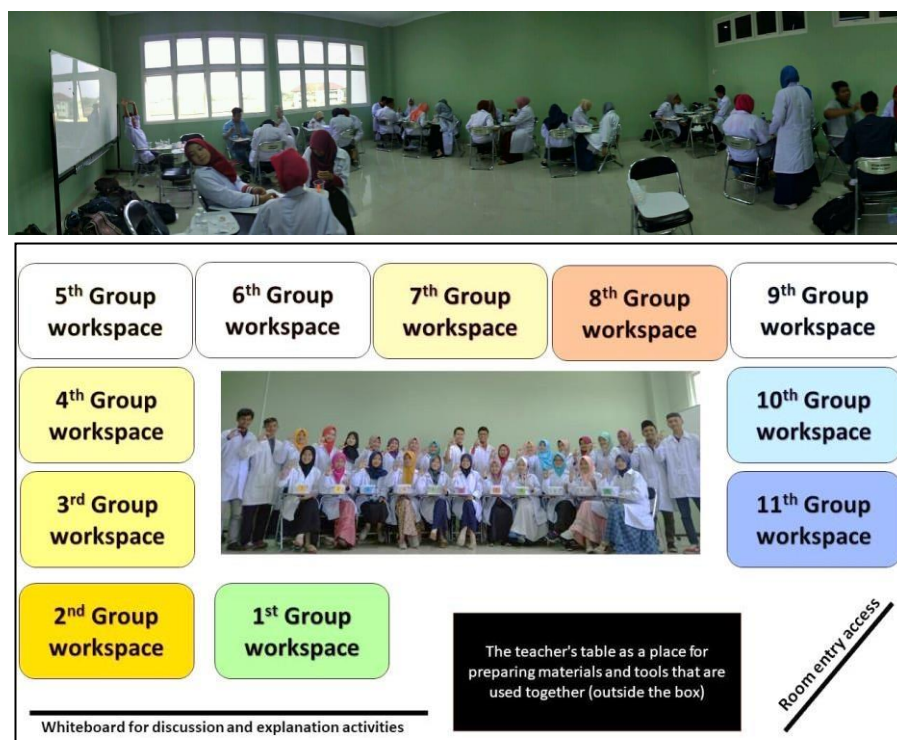 5th Group
workspace
6th Group
workspace
7th Group
workspace
8th Group
workspace
9th Group
workspace
4th Group
workspace
10th Group
workspace
3rd Group
workspace
11th Group
workspace
2nd Group
workspace
1st Group
workspace
The teacher's table as a place for
preparing materials and tools that are
used together (outside the box)
Room entry access
Whiteboard for discussion and explanation activities